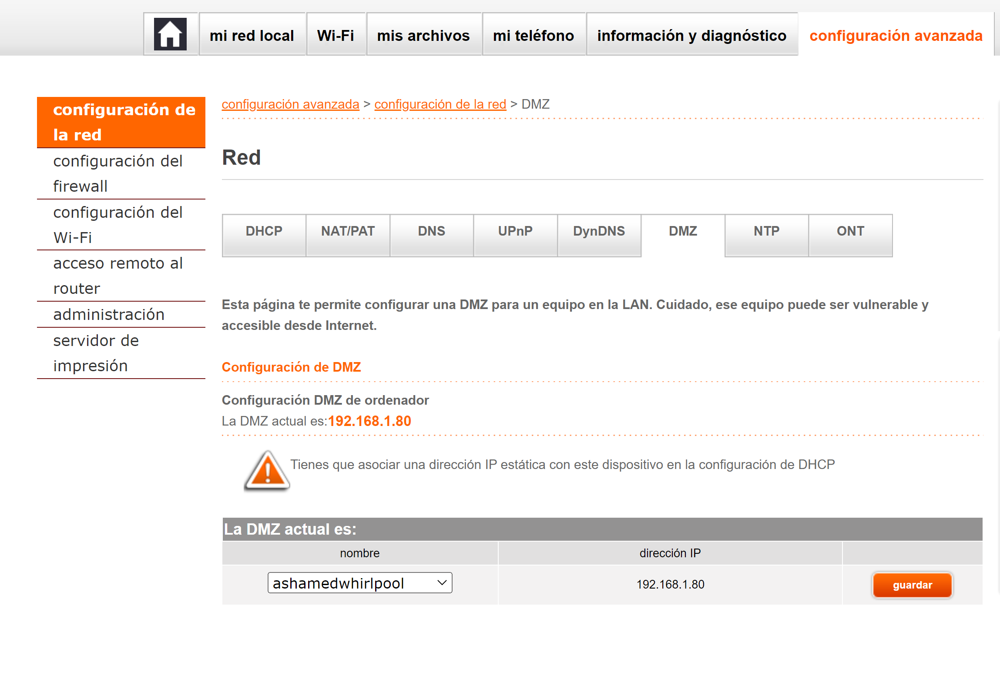 mi red local Wi-Fi mis archivos mi teléfono información y diagnóstico configuración avanzada
configuración de
la red
configuración del
firewall
configuración del
Wi-Fi
acceso remoto al
router
administración
servidor de
impresión
configuración avanzada > configuración de la red > DMZ
Red
DHCP NAT/PAT DNS UPnP DynDNS DMZ NTP ONT
Esta página te permite configurar una DMZ para un equipo en la LAN. Cuidado, ese equipo puede ser vulnerable y
accesible desde Internet.
Configuración de DMZ
Configuración DMZ de ordenador
La DMZ actual es:192.168.1.80
Tienes que asociar una dirección IP estática con este dispositivo en la configuración de DHCP
La DMZ actual es:
nombre dirección IP
ashamedwhirlpool 192.168.1.80 guardar